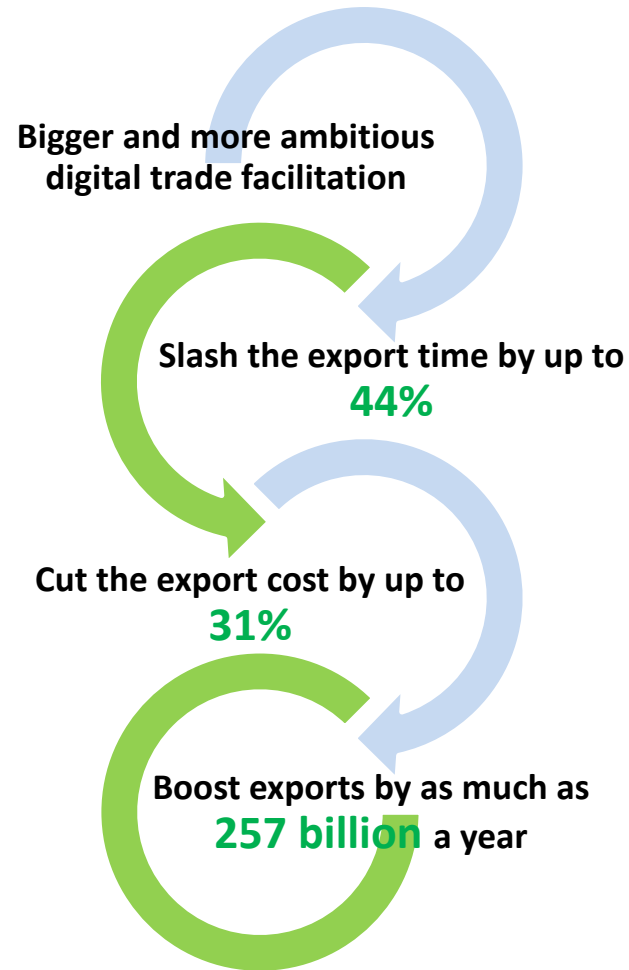 Bigger and more ambitious
digital trade facilitation
Slash the export time by up to
44%
Cut the export cost by up to
31%
Boost exports by as much as
257 billion a year